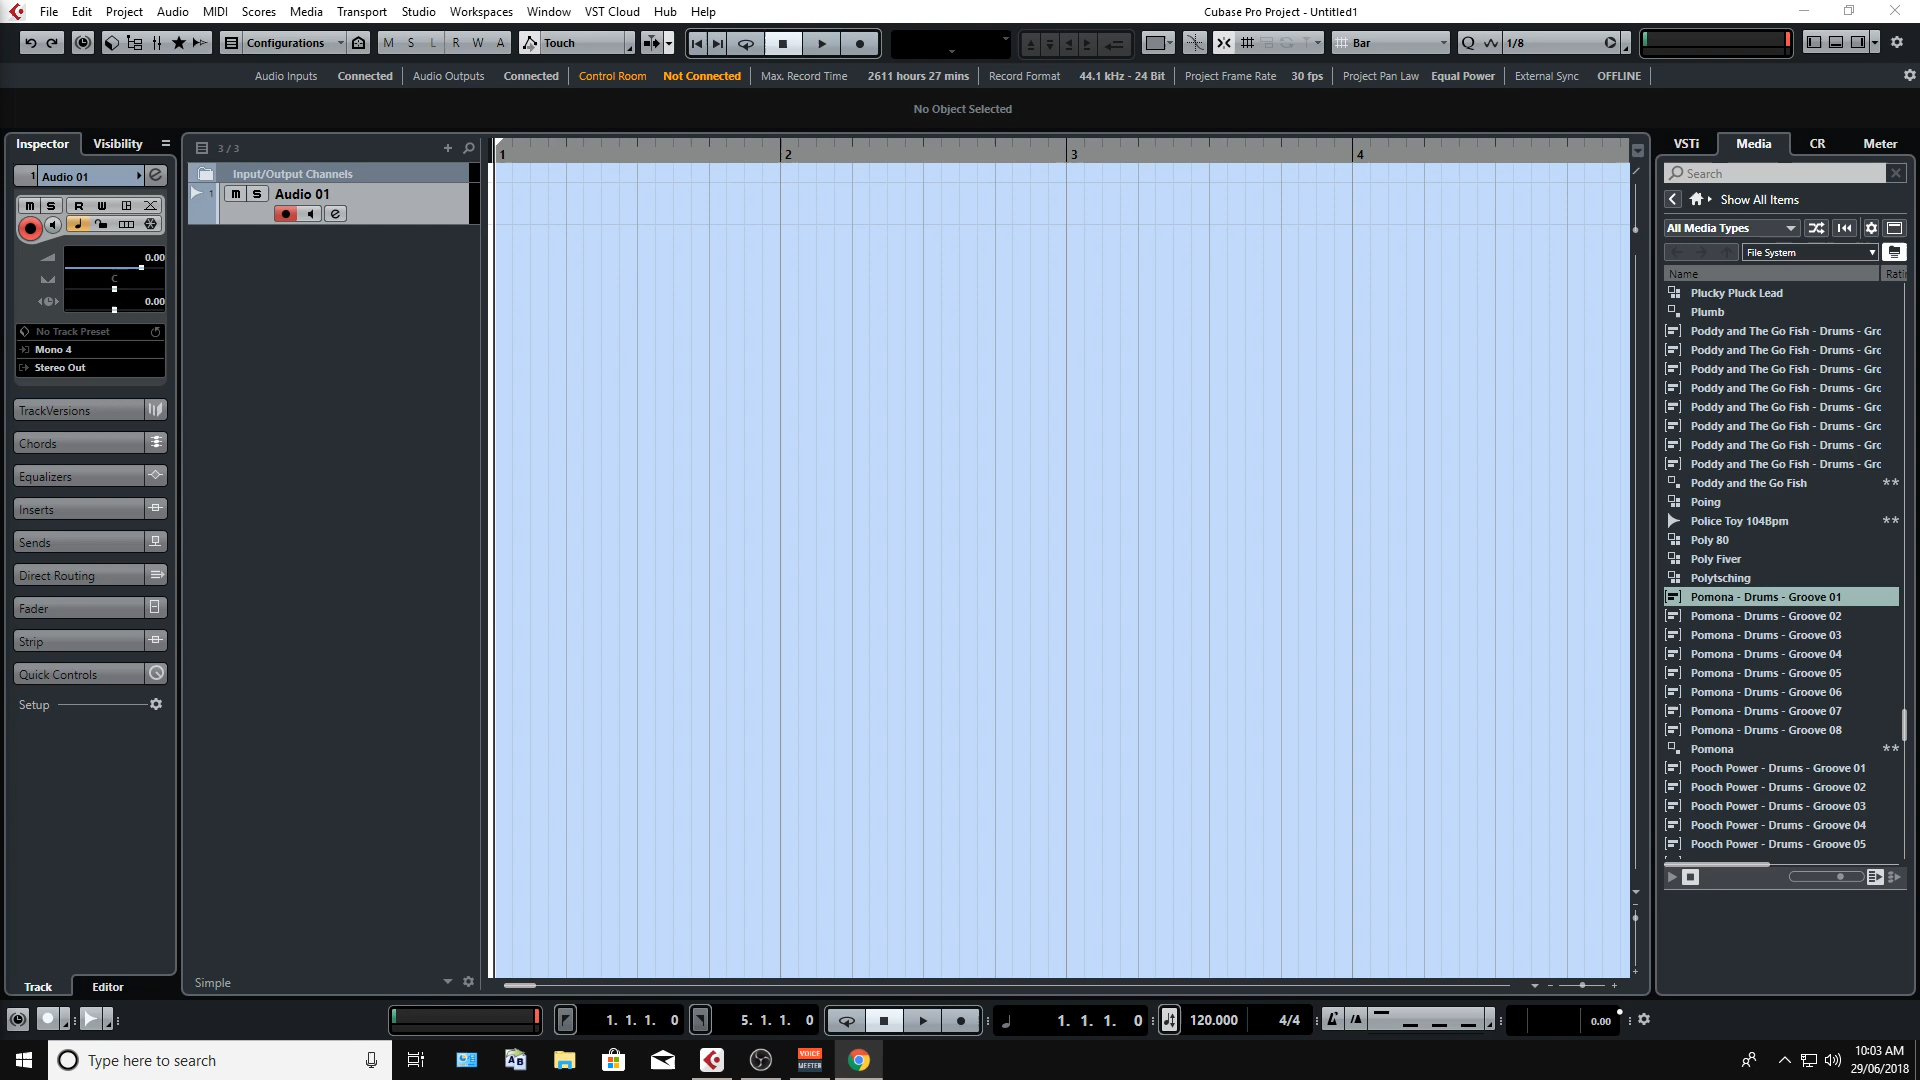 File Edit Project Audio MIDI Scores Media Transport Studio Workspaces Window VST Cloud Hub Help
Cubase Pro Project - Untitled1
Configurations M S L R W A Touch Bar Q 1/8
Audio Inputs Connected Audio Outputs Connected Control Room Not Connected Max. Record Time 2611 hours 27 mins Record Format 44.1 kHz - 24 Bit Project Frame Rate 30 fps Project Pan Law Equal Power External Sync OFFLINE
No Object Selected
Inspector Visibility
3 / 3
1 2 3 4
VSTi Media CR Meter
1 Audio 01
Input/Output Channels
1 m S Audio 01
m S R W
0.00
C
0.00
No Track Preset
Mono 4
Stereo Out
TrackVersions
Chords
Equalizers
Inserts
Sends
Direct Routing
Fader
Strip
Quick Controls
Setup
Track Editor
Simple
Search
Show All Items
All Media Types
File System
Name Ratin
Plucky Pluck Lead
Plumb
Poddy and The Go Fish - Drums - Grc
Poddy and The Go Fish - Drums - Grc
Poddy and The Go Fish - Drums - Grc
Poddy and The Go Fish - Drums - Grc
Poddy and The Go Fish - Drums - Grc
Poddy and The Go Fish - Drums - Grc
Poddy and The Go Fish - Drums - Grc
Poddy and The Go Fish - Drums - Grc
Poddy and the Go Fish **
Poing
Police Toy 104Bpm **
Poly 80
Poly Fiver
Polytsching
Pomona - Drums - Groove 01
Pomona - Drums - Groove 02
Pomona - Drums - Groove 03
Pomona - Drums - Groove 04
Pomona - Drums - Groove 05
Pomona - Drums - Groove 06
Pomona - Drums - Groove 07
Pomona - Drums - Groove 08
Pomona **
Pooch Power - Drums - Groove 01
Pooch Power - Drums - Groove 02
Pooch Power - Drums - Groove 03
Pooch Power - Drums - Groove 04
Pooch Power - Drums - Groove 05
1. 1. 1. 0 5. 1. 1. 0 1. 1. 1. 0 120.000 4/4 0.00
Type here to search
AB
VOICE
MEETER
10:03 AM
29/06/2018